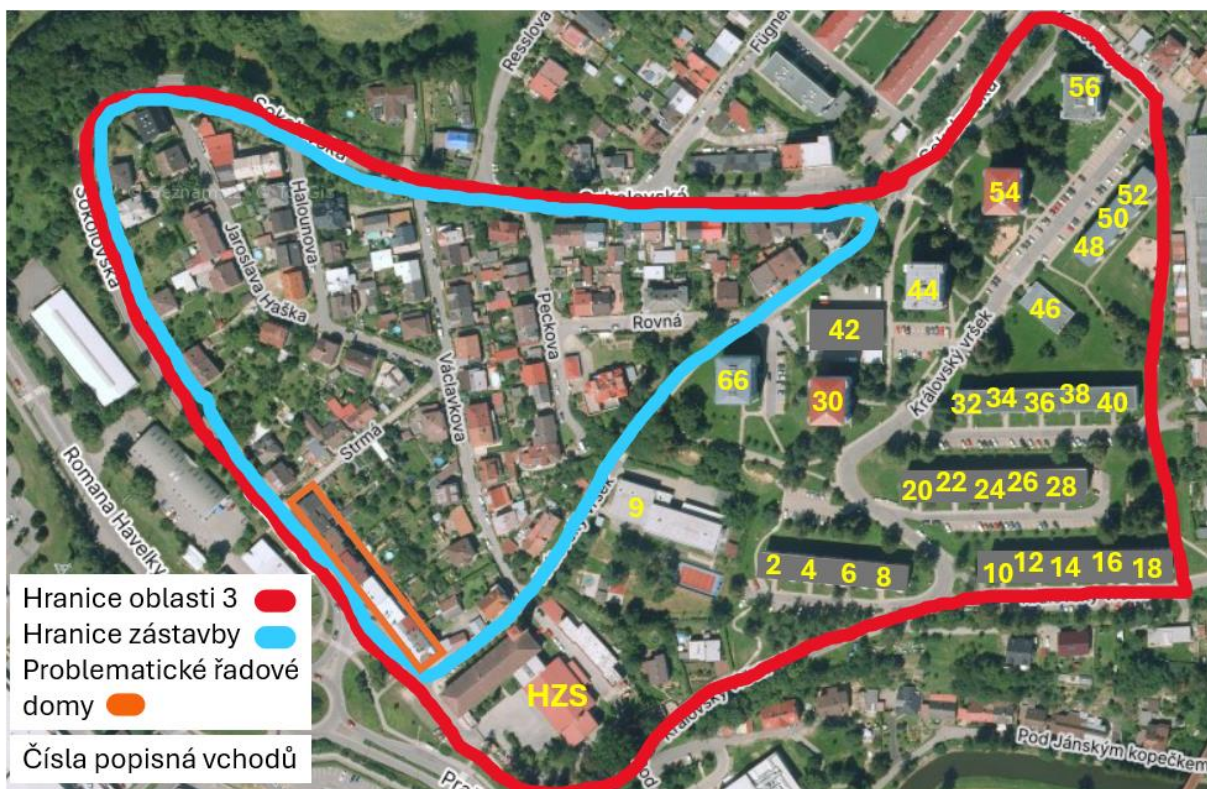 Resslova
Fügner
56
Sokolovská
54
52
50
48
Halounova
Jaroslava Haška
Sokolovská
44
46
42
Rovná
Peckova
Václavkova
Královský vršek
66
30
32 34 36 38 40
Strmá
20 22 24 26 28
9
Romana Havelky
2 4 6 8
10 12 14 16 18
HZS
Pod Jánským kopečkem
Hranice oblasti 3
Hranice zástavby
Problematické řadové
domy
Čísla popisná vchodů